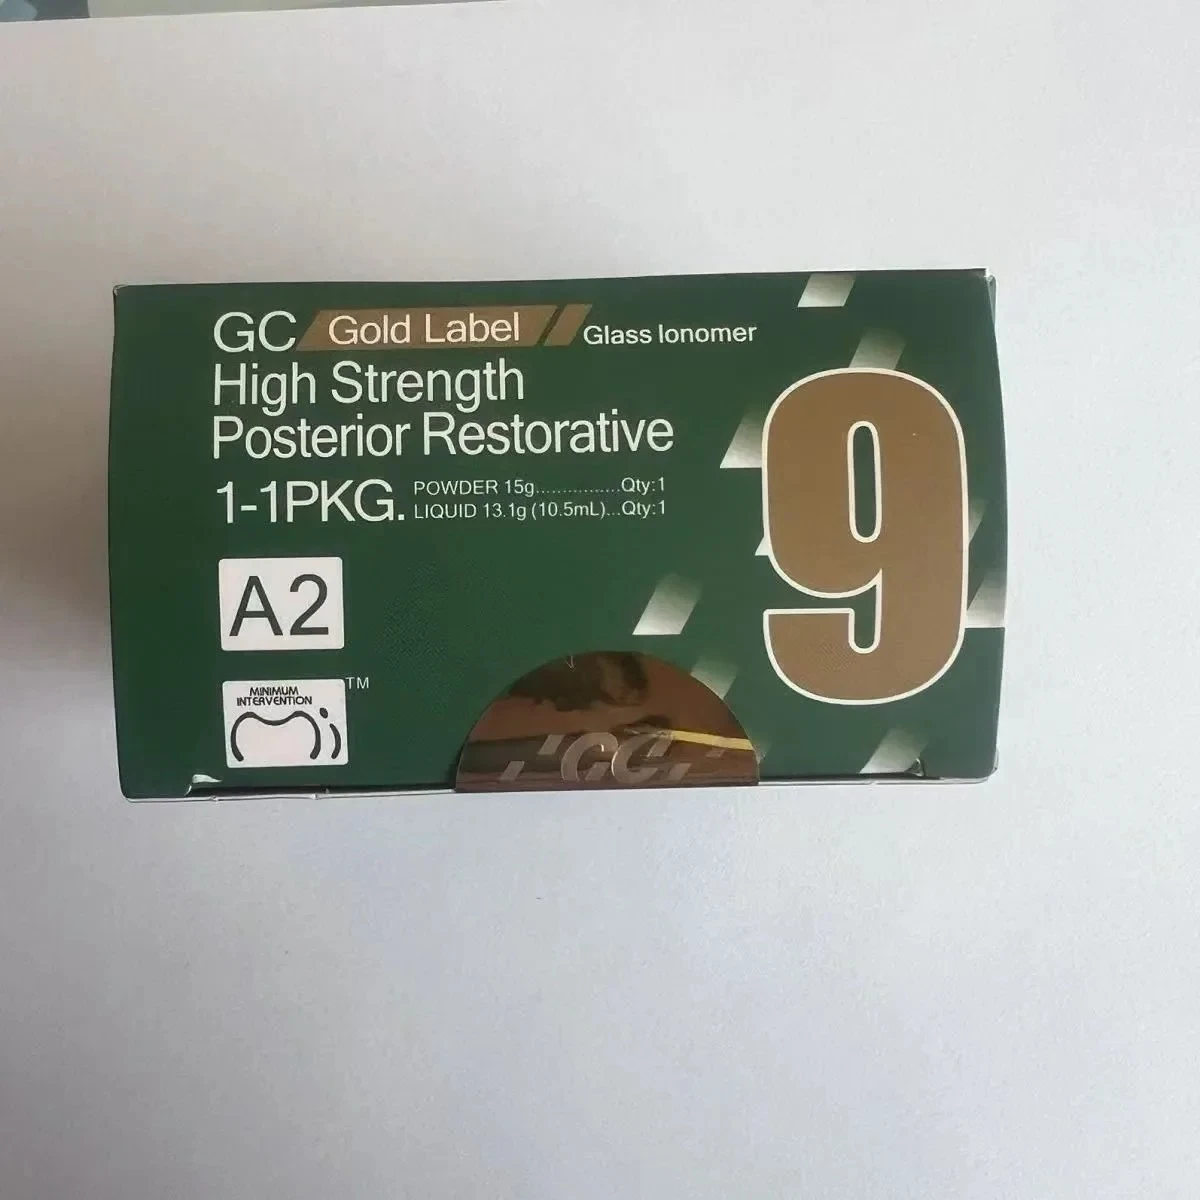 GC Gold Label Glass Ionomer 9
High Strength
Posterior Restorative
1-1PKG. POWDER 15g...............Qty:1
LIQUID 13.1g (10.5mL)...Qty:1
A2
MINIMUM INTERVENTION TM
GC